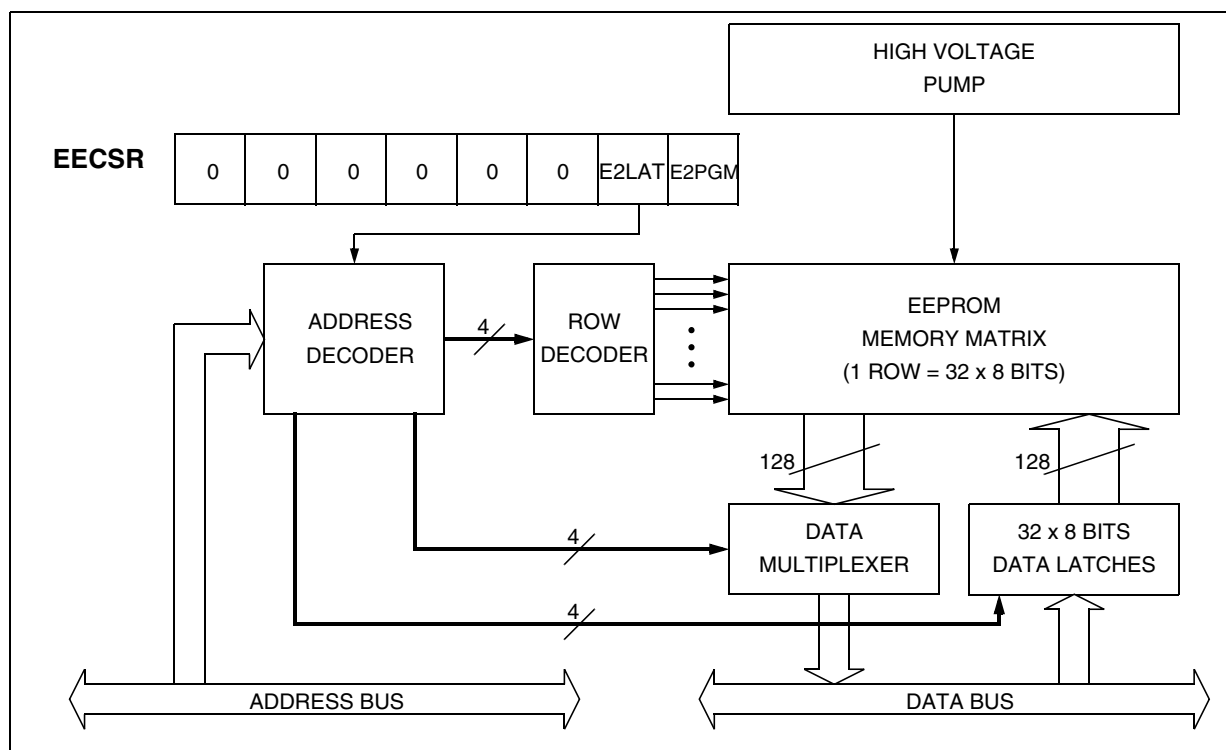 HIGH VOLTAGE
PUMP
EECSR
0 0 0 0 0 0 E2LAT E2PGM
ADDRESS
DECODER
4
ROW
DECODER
EEPROM
MEMORY MATRIX
(1 ROW = 32 x 8 BITS)
128
128
4
DATA
MULTIPLEXER
32 x 8 BITS
DATA LATCHES
4
ADDRESS BUS
DATA BUS